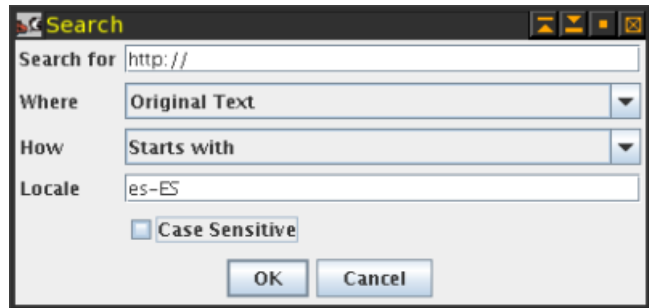 Search
Search for http://
Where Original Text
How Starts with
Locale es-ES
Case Sensitive
OK Cancel